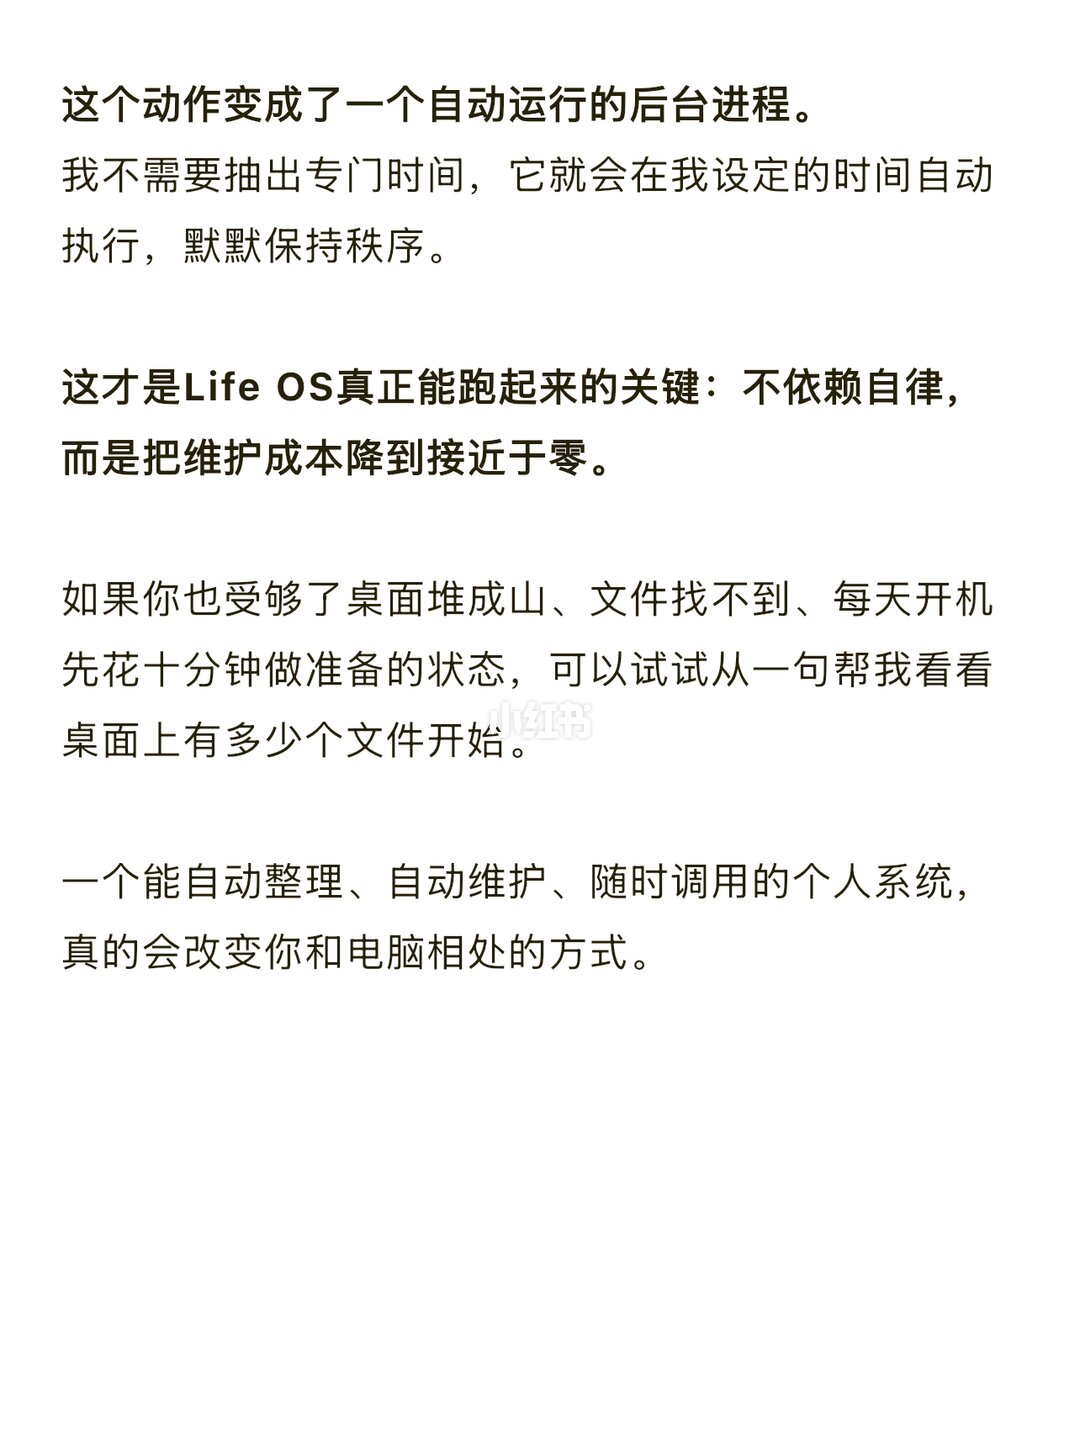 这个动作变成了一个自动运行的后台进程。
我不需要抽出专门时间，它就会在我设定的时间自动
执行，默默保持秩序。
这才是Life OS真正能跑起来的关键：不依赖自律，
而是把维护成本降到接近于零。
如果你也受够了桌面堆成山、文件找不到、每天开机
先花十分钟做准备的状态，可以试试从一句帮我看看
小红书
桌面上有多少个文件开始。
一个能自动整理、自动维护、随时调用的个人系统，
真的会改变你和电脑相处的方式。